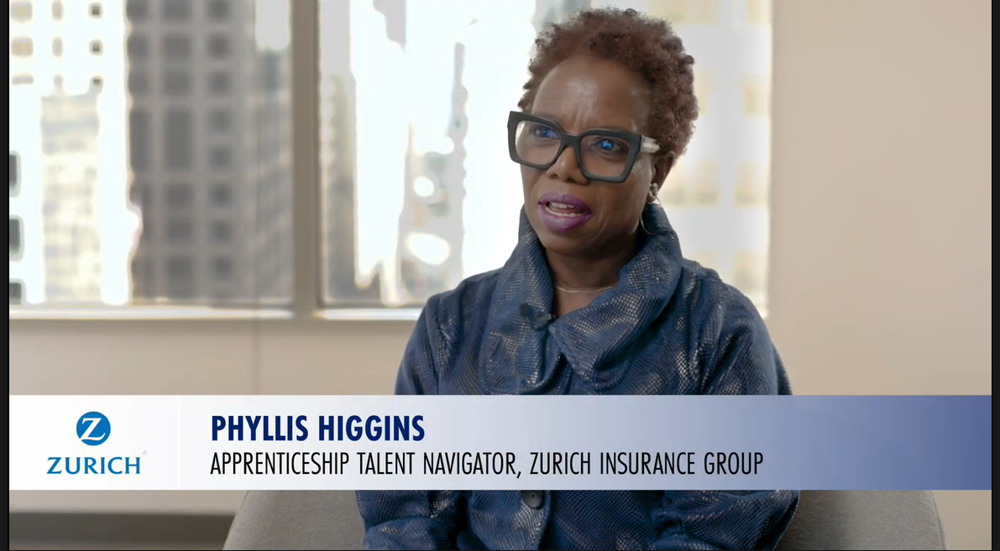 Z
ZURICH
PHYLLIS HIGGINS
APPRENTICESHIP TALENT NAVIGATOR, ZURICH INSURANCE GROUP